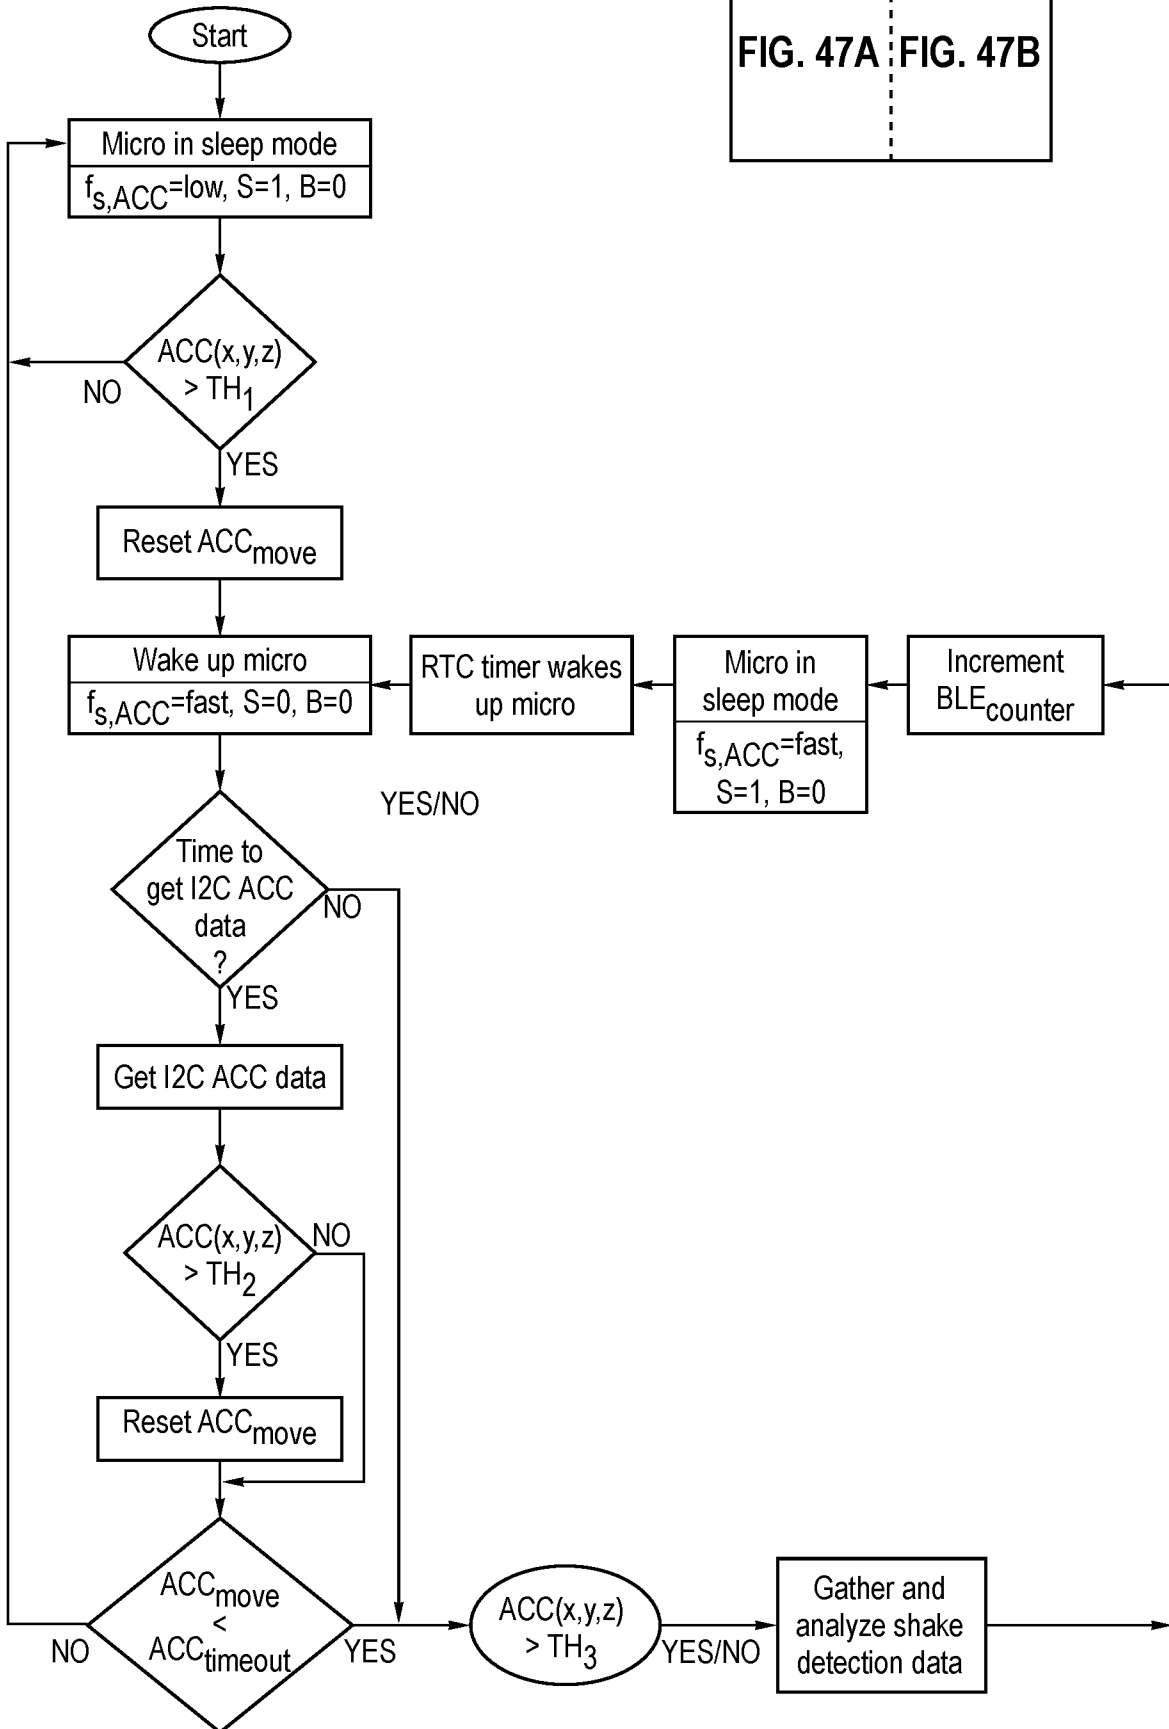 Start
FIG. 47A FIG. 47B
Micro in sleep mode
fs,ACC=low, S=1, B=0
ACC(x,y,z)
> TH1
NO
YES
Reset ACCmove
Wake up micro
fs,ACC=fast, S=0, B=0
RTC timer wakes
up micro
Micro in
sleep mode
fs,ACC=fast,
S=1, B=0
Increment
BLEcounter
YES/NO
Time to
get I2C ACC
data
?
NO
YES
Get I2C ACC data
ACC(x,y,z)
> TH2
NO
YES
Reset ACCmove
ACCmove
<
ACCtimeout
NO
YES
ACC(x,y,z)
> TH3
YES/NO
Gather and
analyze shake
detection data